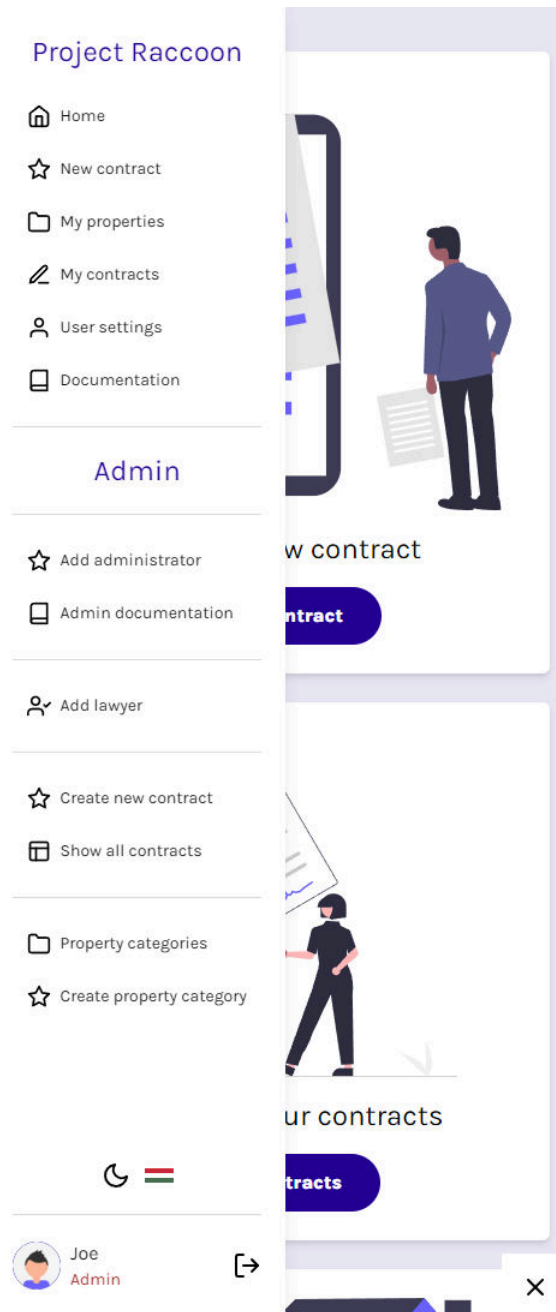 Project Raccoon
Home
New contract
My properties
My contracts
User settings
Documentation
Admin
Add administrator
Admin documentation
Add lawyer
Create new contract
Show all contracts
Property categories
Create property category
Joe
Admin
w contract
ntract
ur contracts
tracts